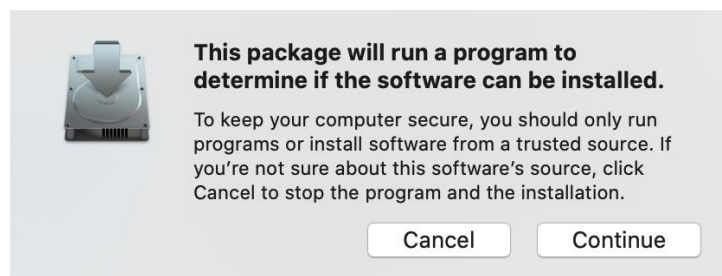 This package will run a program to
determine if the software can be installed.
To keep your computer secure, you should only run
programs or install software from a trusted source. If
you're not sure about this software's source, click
Cancel to stop the program and the installation.
Cancel
Continue